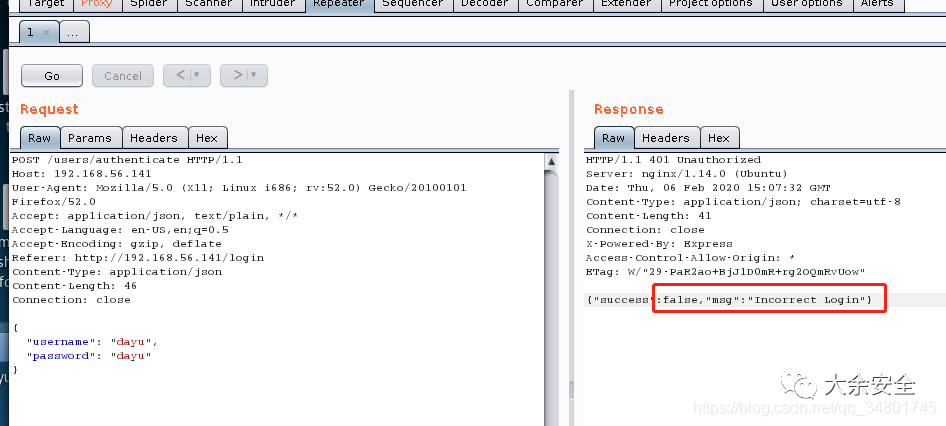 Target Proxy Spider Scanner Intruder Repeater Sequencer Decoder Comparer Extender Project options User options Alerts
1 × ...
Go Cancel < | ▼ > | ▼
Request
Raw Params Headers Hex
POST /users/authenticate HTTP/1.1
Host: 192.168.56.141
User-Agent: Mozilla/5.0 (X11; Linux i686; rv:52.0) Gecko/20100101
Firefox/52.0
Accept: application/json, text/plain, */*
Accept-Language: en-US,en;q=0.5
Accept-Encoding: gzip, deflate
Referer: http://192.168.56.141/login
Content-Type: application/json
Content-Length: 46
Connection: close
{
"username": "dayu",
"password": "dayu"
}
Response
Raw Headers Hex
HTTP/1.1 401 Unauthorized
Server: nginx/1.14.0 (Ubuntu)
Date: Thu, 06 Feb 2020 15:07:32 GMT
Content-Type: application/json; charset=utf-8
Content-Length: 41
Connection: close
X-Powered-By: Express
Access-Control-Allow-Origin: *
ETag: W/"29-PaR2ao+BjJlD0mR+rg2OQmRvUow"
{"success":false,"msg":"Incorrect Login"}
大余安全
https://blog.csdn.net/qq_34801745